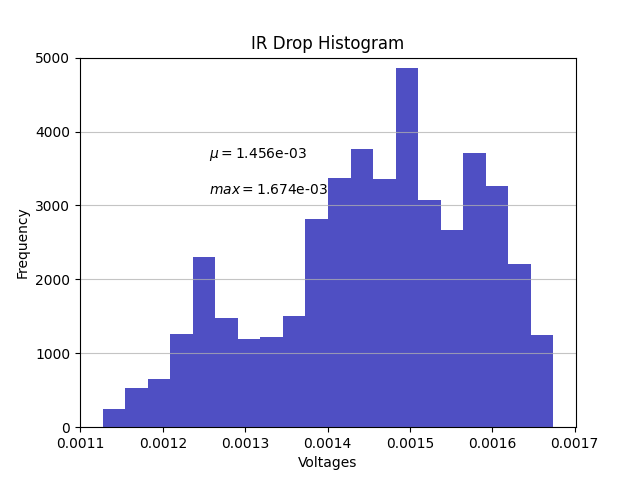 IR Drop Histogram
5000
4000
3000
2000
1000
0
Frequency
μ = 1.456e-03
max = 1.674e-03
0.0011 0.0012 0.0013 0.0014 0.0015 0.0016 0.0017
Voltages